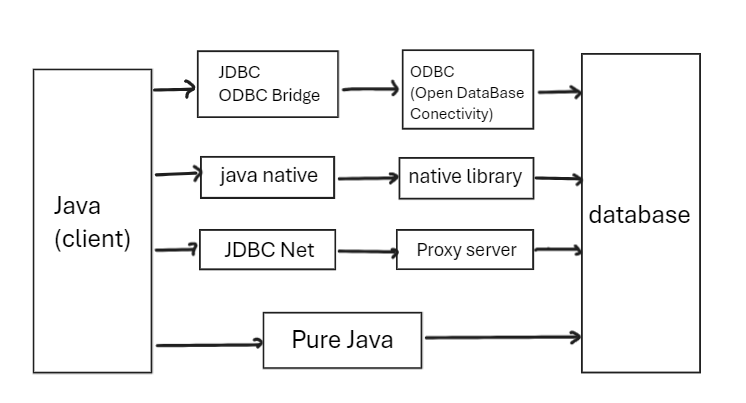 Java
(client)
JDBC
ODBC Bridge
ODBC
(Open DataBase
Conectivity)
java native
native library
JDBC Net
Proxy server
Pure Java
database